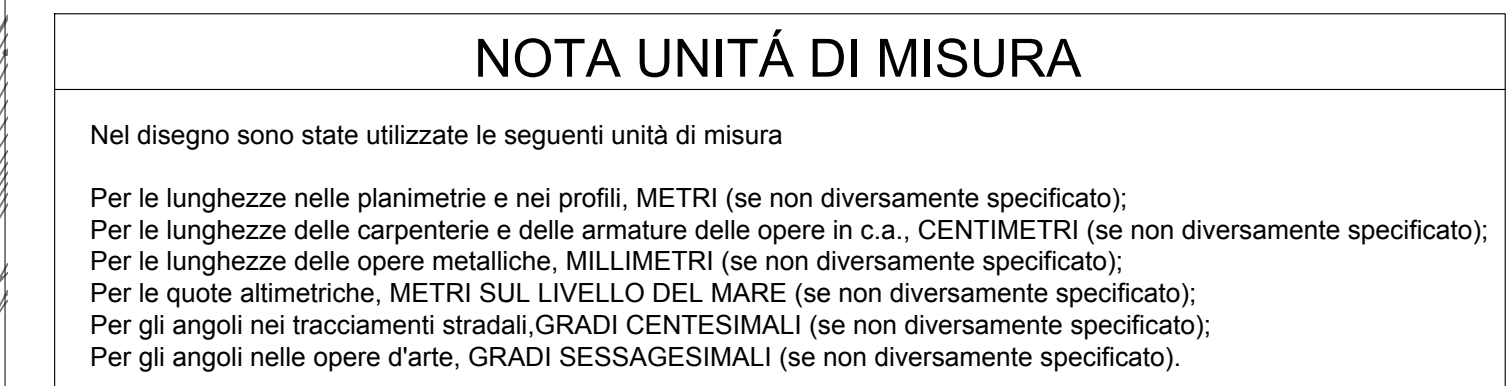 NOTA UNITÁ DI MISURA
Nel disegno sono state utilizzate le seguenti unità di misura
Per le lunghezze nelle planimetrie e nei profili, METRI (se non diversamente specificato);
Per le lunghezze delle carpenterie e delle armature delle opere in c.a., CENTIMETRI (se non diversamente specificato);
Per le lunghezze delle opere metalliche, MILLIMETRI (se non diversamente specificato);
Per le quote altimetriche, METRI SUL LIVELLO DEL MARE (se non diversamente specificato);
Per gli angoli nei tracciamenti stradali,GRADI CENTESIMALI (se non diversamente specificato);
Per gli angoli nelle opere d'arte, GRADI SESSAGESIMALI (se non diversamente specificato).